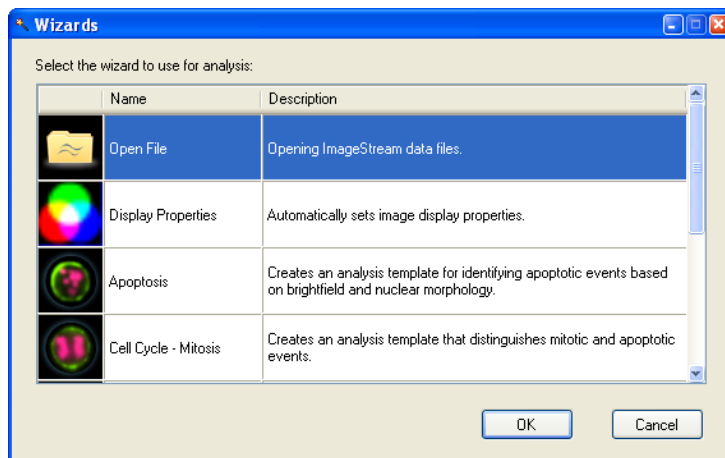 Wizards
Select the wizard to use for analysis:
Name Description
Open File Opening ImageStream data files.
Display Properties Automatically sets image display properties.
Apoptosis Creates an analysis template for identifying apoptotic events based
on brightfield and nuclear morphology.
Cell Cycle - Mitosis Creates an analysis template that distinguishes mitotic and apoptotic
events.
OK Cancel